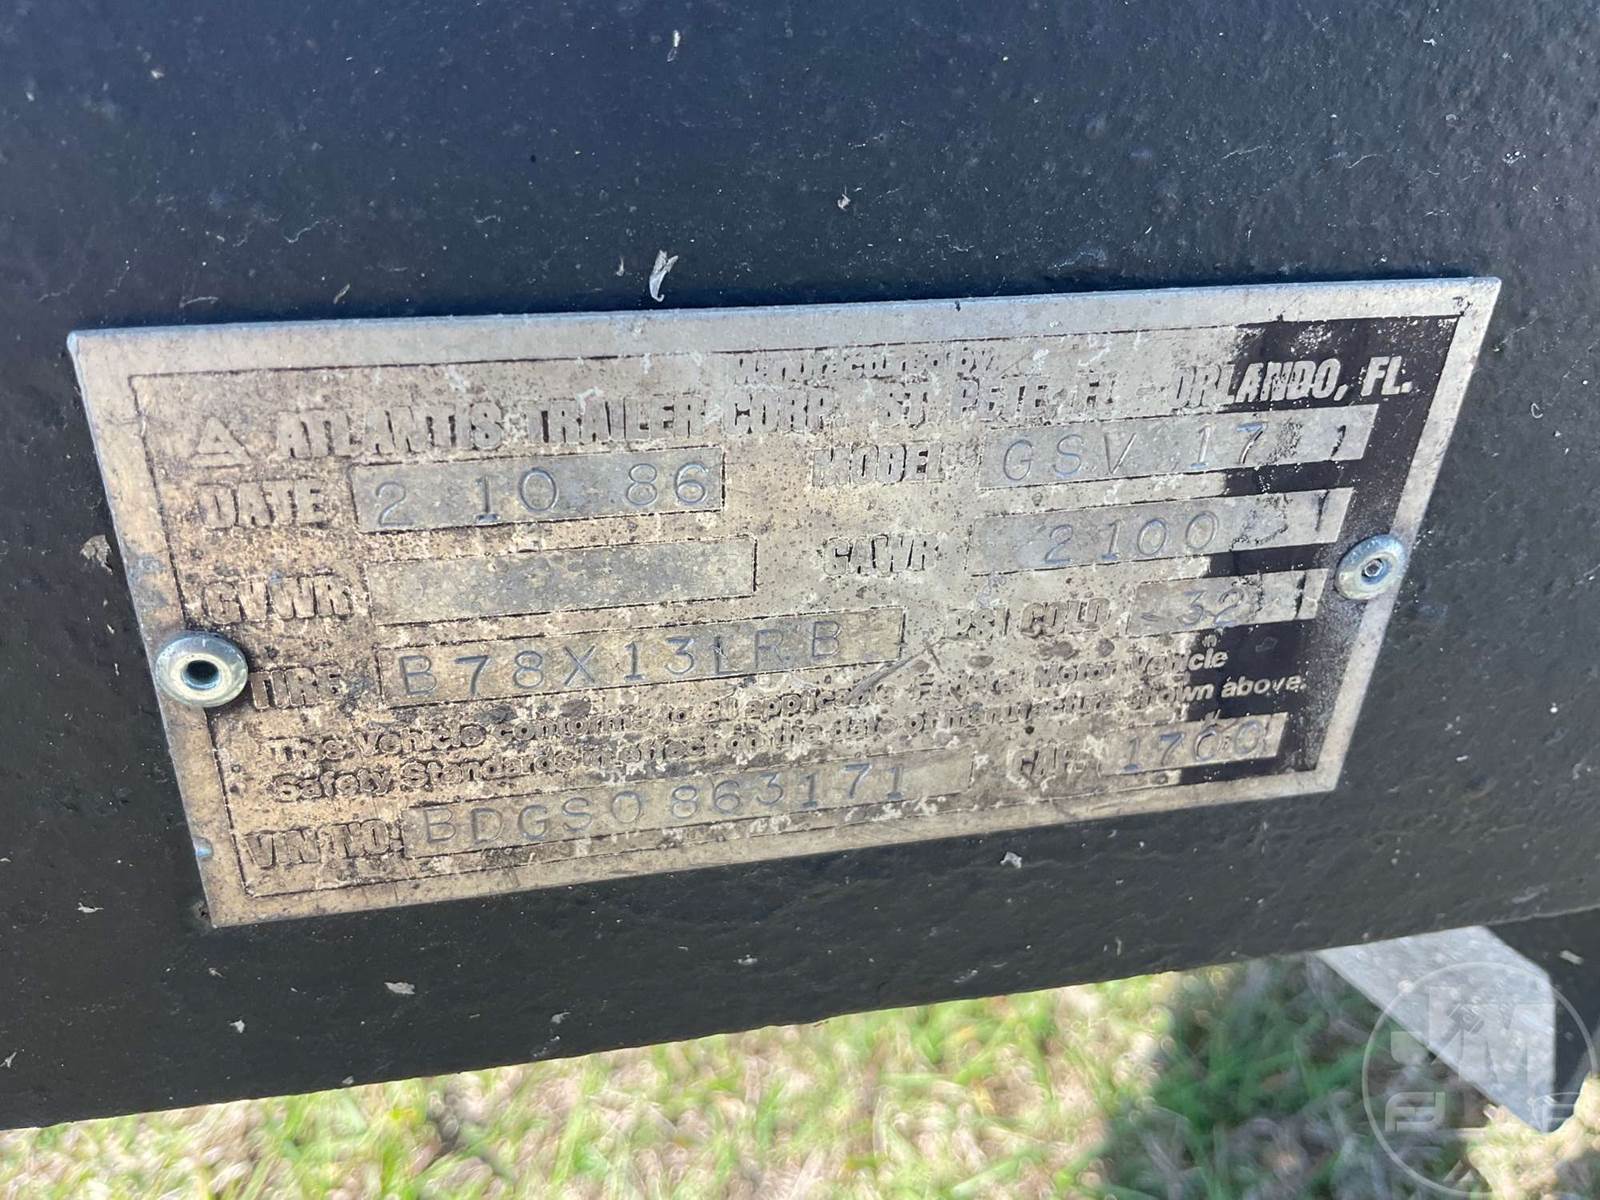 Manufactured by
ATLANTIS TRAILER CORP. ST. PETE, FL - ORLANDO, FL.
DATE 2 10 86 MODEL GSV 17 1
GVWR GAWR 2100
TIRE B78X13LRB PSI COLD 32
This Vehicle conforms to all applicable Federal Motor Vehicle
Safety Standards in effect on the date of manufacture shown above.
VIN NO. BDGSO863171 CAP. 1700